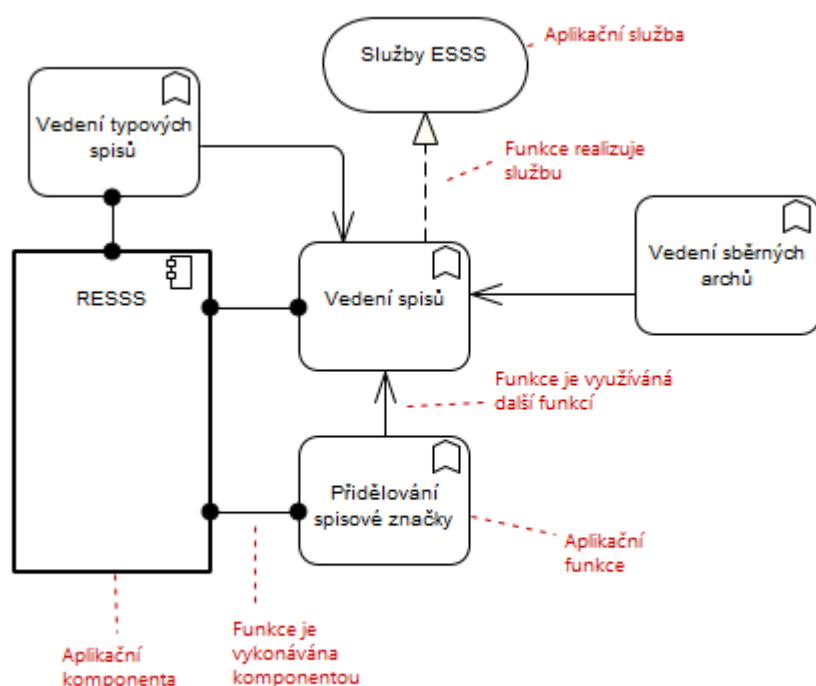 Služby ESSS
Aplikační služba
Vedení typových
spisů
Funkce realizuje
službu
Vedení sběrných
archů
RESSS
Vedení spisů
Funkce je využíváná
další funkcí
Přidělování
spisové značky
Aplikační
funkce
Aplikační
komponenta
Funkce je
vykonávána
komponentou